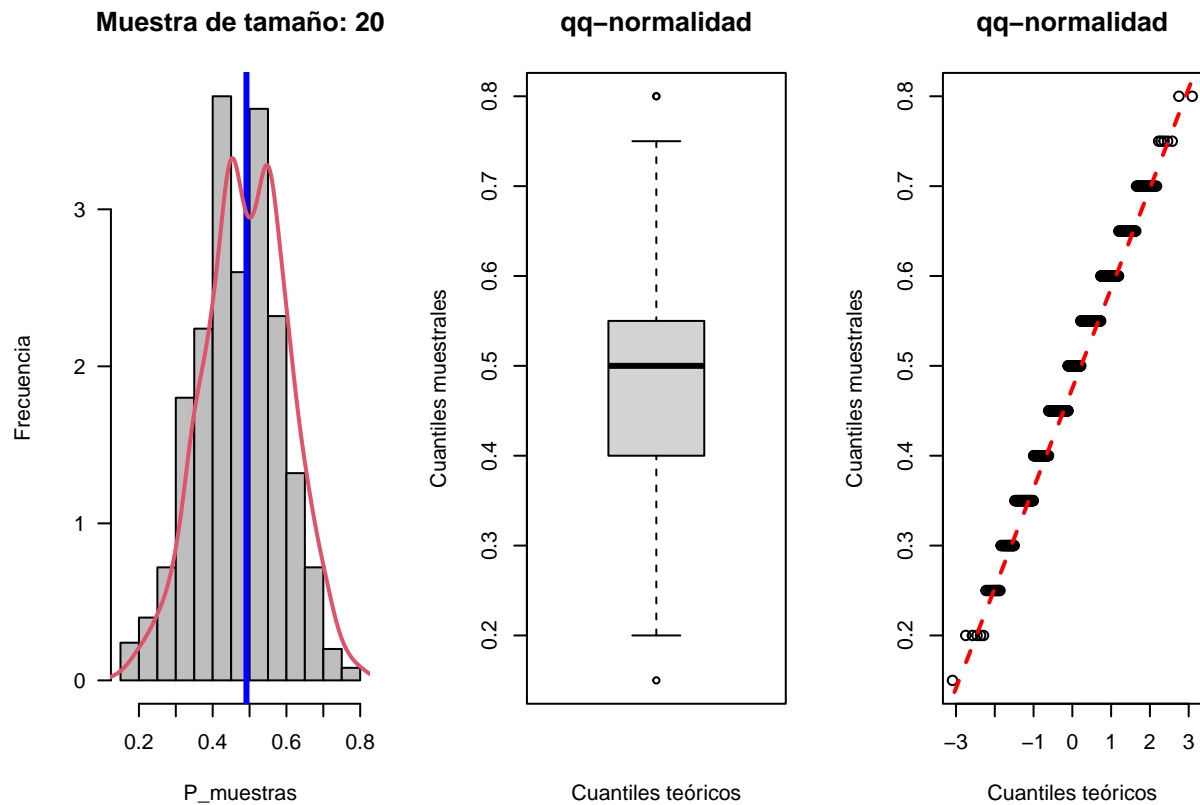 Muestra de tamaño: 20
Frecuencia
3
2
1
0
0.2 0.4 0.6 0.8
P_muestras
qq−normalidad
Cuantiles muestrales
0.8
0.7
0.6
0.5
0.4
0.3
0.2
Cuantiles teóricos
qq−normalidad
Cuantiles muestrales
0.8
0.7
0.6
0.5
0.4
0.3
0.2
−3 −1 0 1 2 3
Cuantiles teóricos